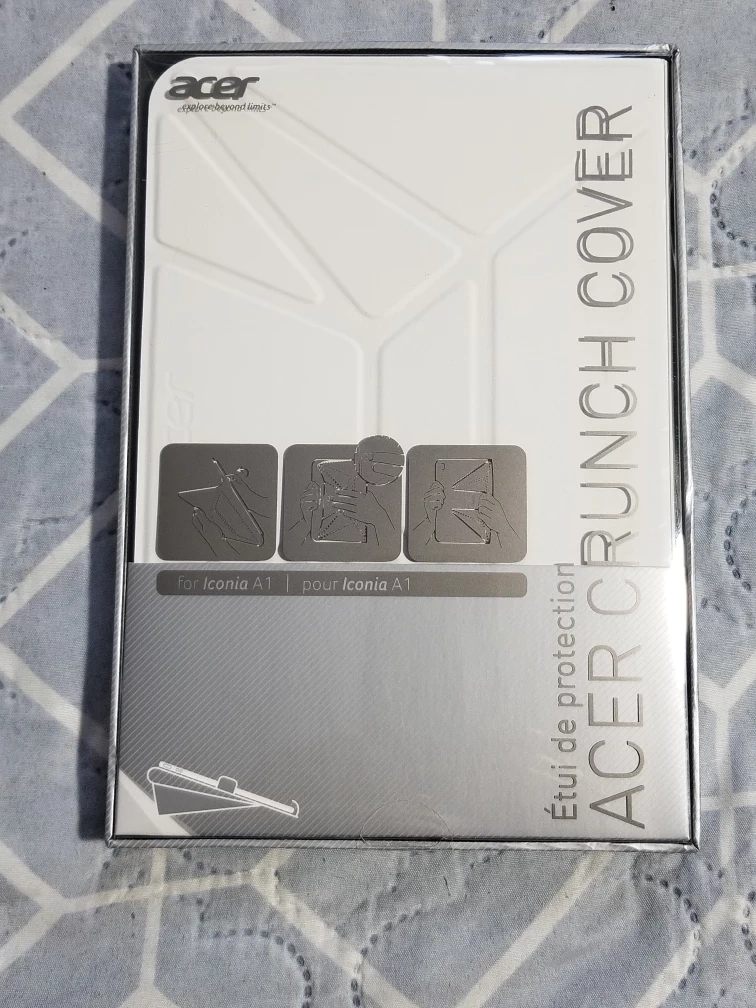 acer
explore beyond limits™
for Iconia A1 | pour Iconia A1
Étui de protection
ACER CRUNCH COVER